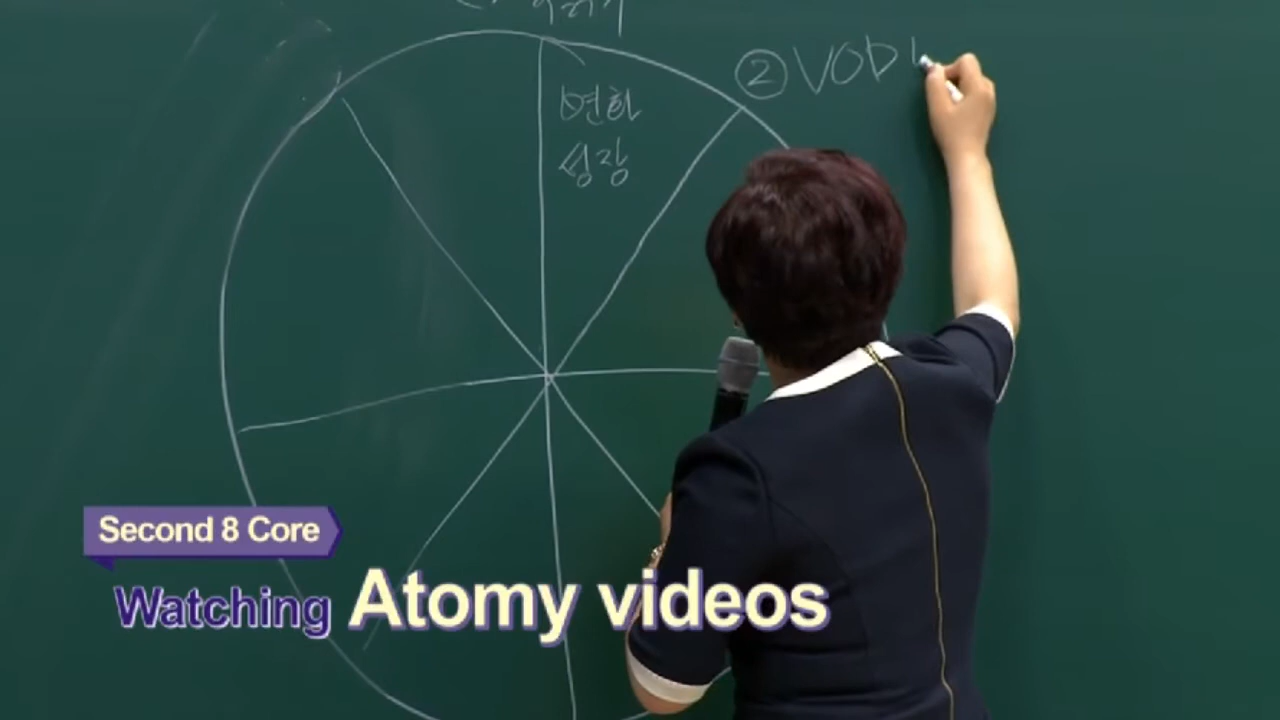 ② VOD
변화
성장
Second 8 Core
Watching Atomy videos